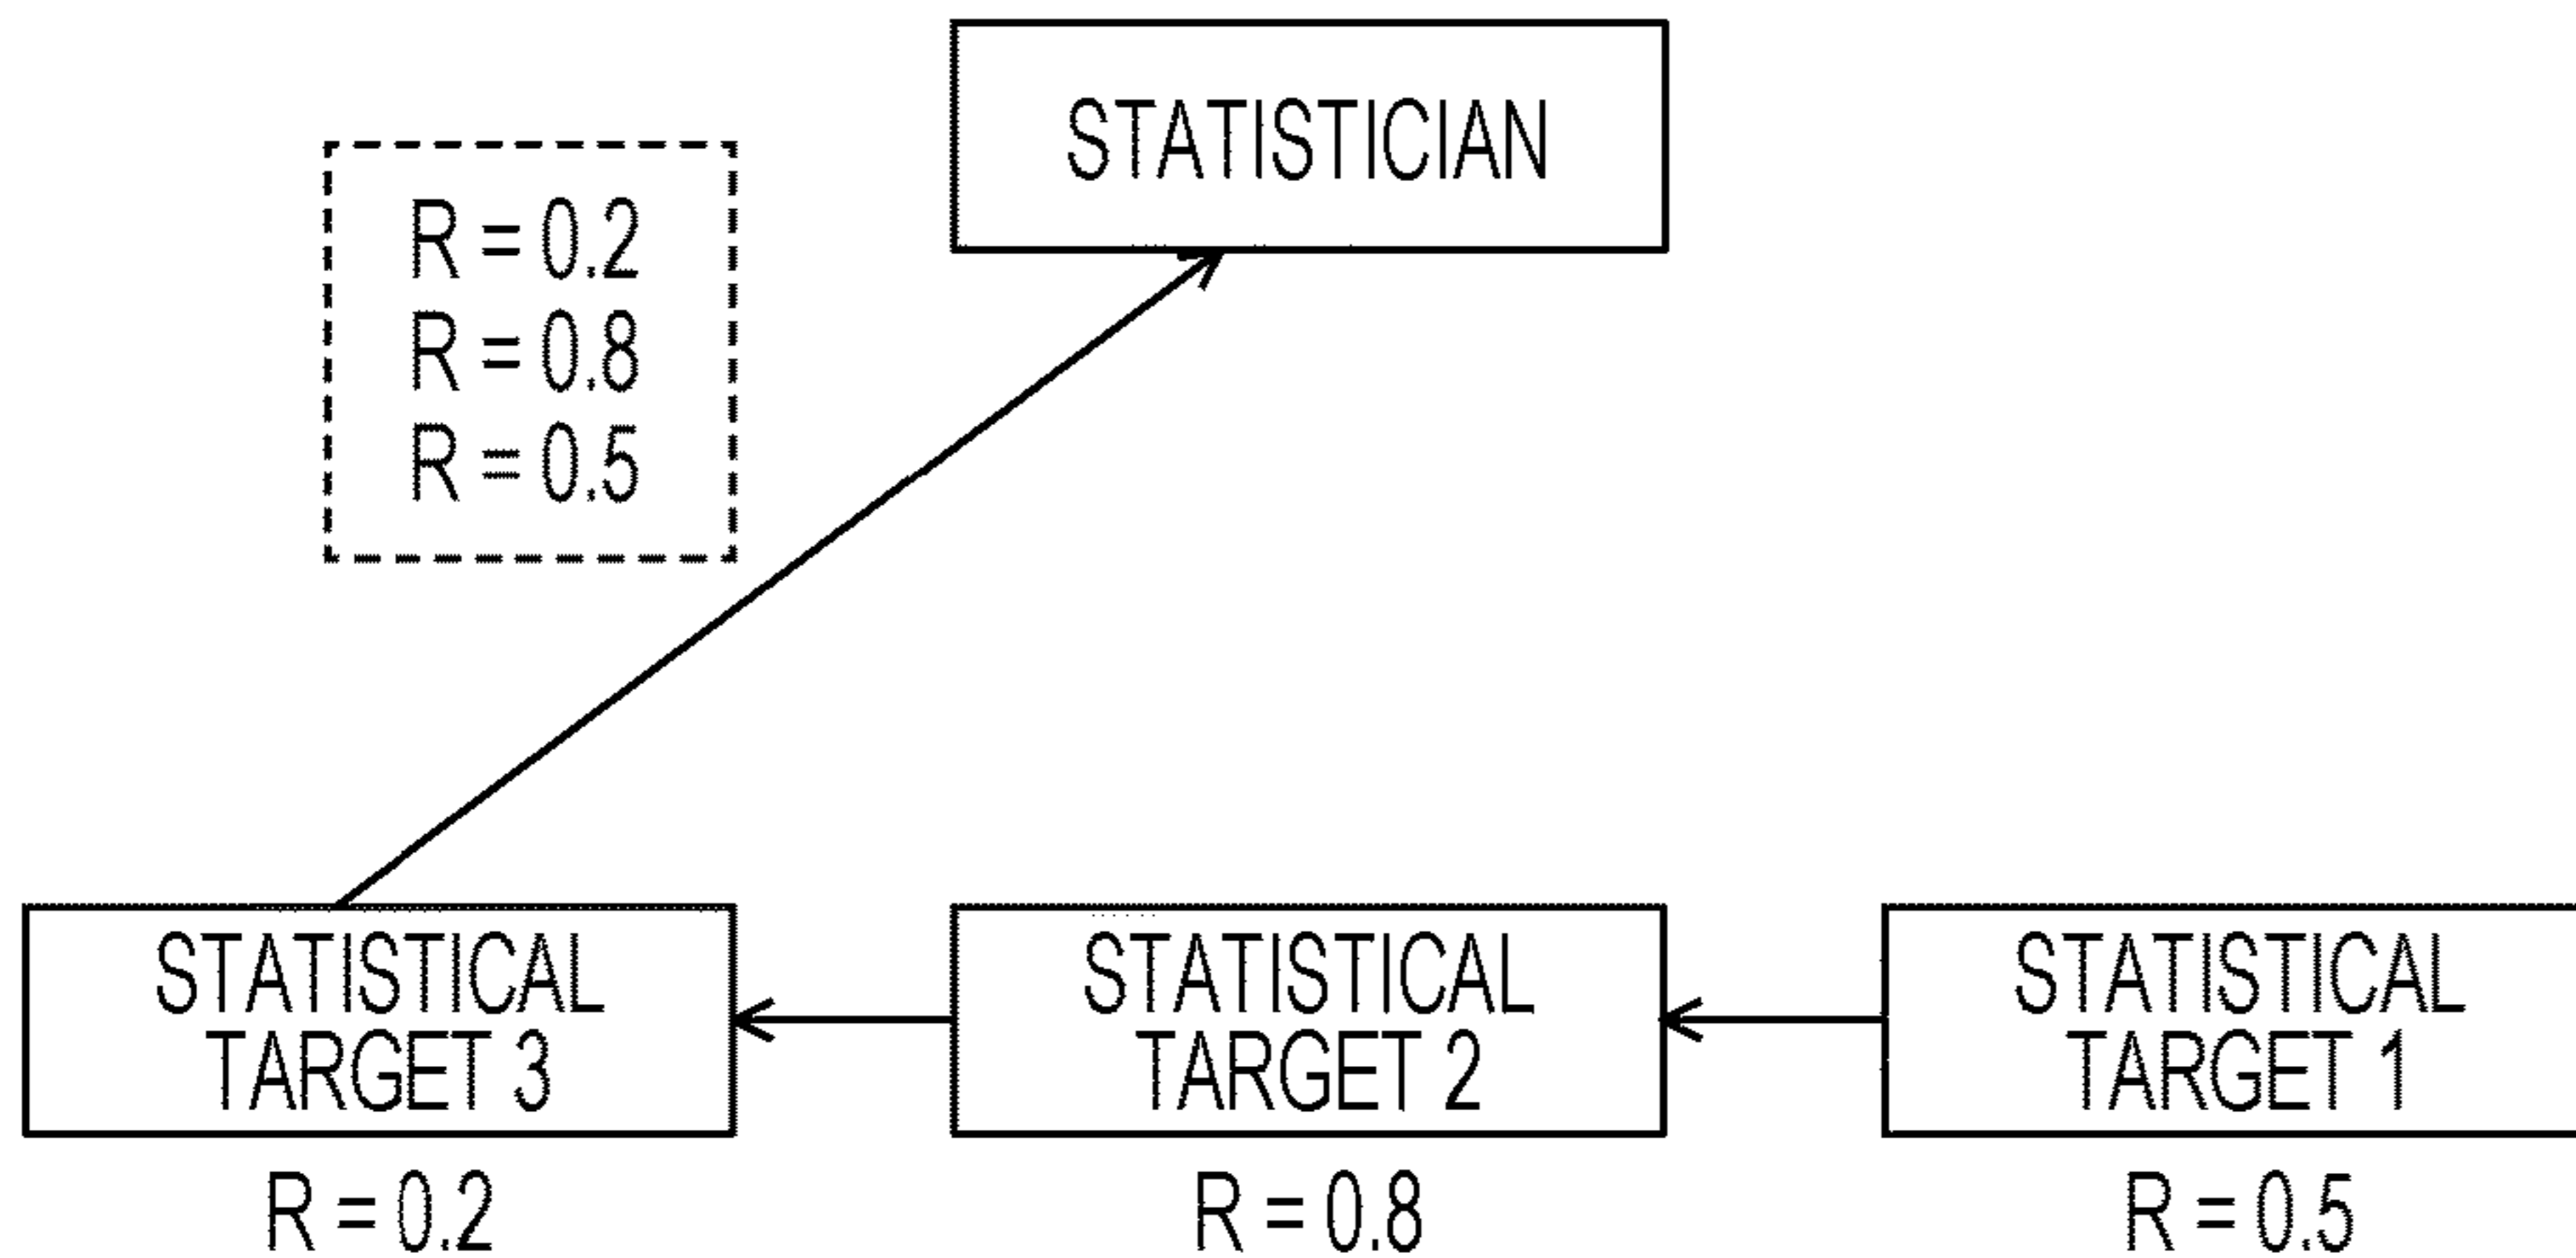 STATISTICIAN
R = 0.2
R = 0.8
R = 0.5
STATISTICAL
TARGET 3
STATISTICAL
TARGET 2
STATISTICAL
TARGET 1
R = 0.2
R = 0.8
R = 0.5